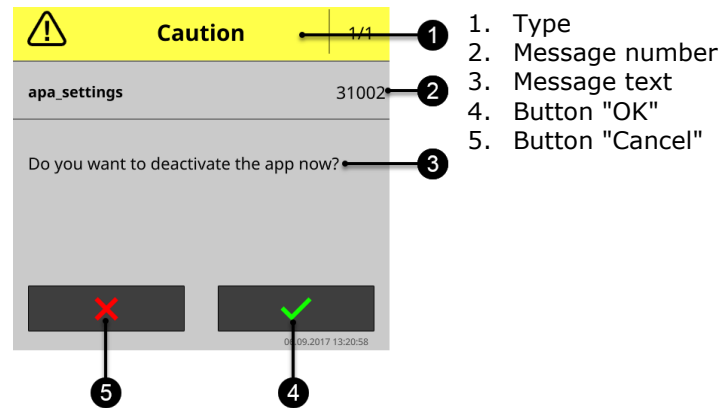 Caution
1/1
1
apa_settings
31002
2
Do you want to deactivate the app now?
3
.09.2017 13:20:58
5
4
1. Type
2. Message number
3. Message text
4. Button "OK"
5. Button "Cancel"